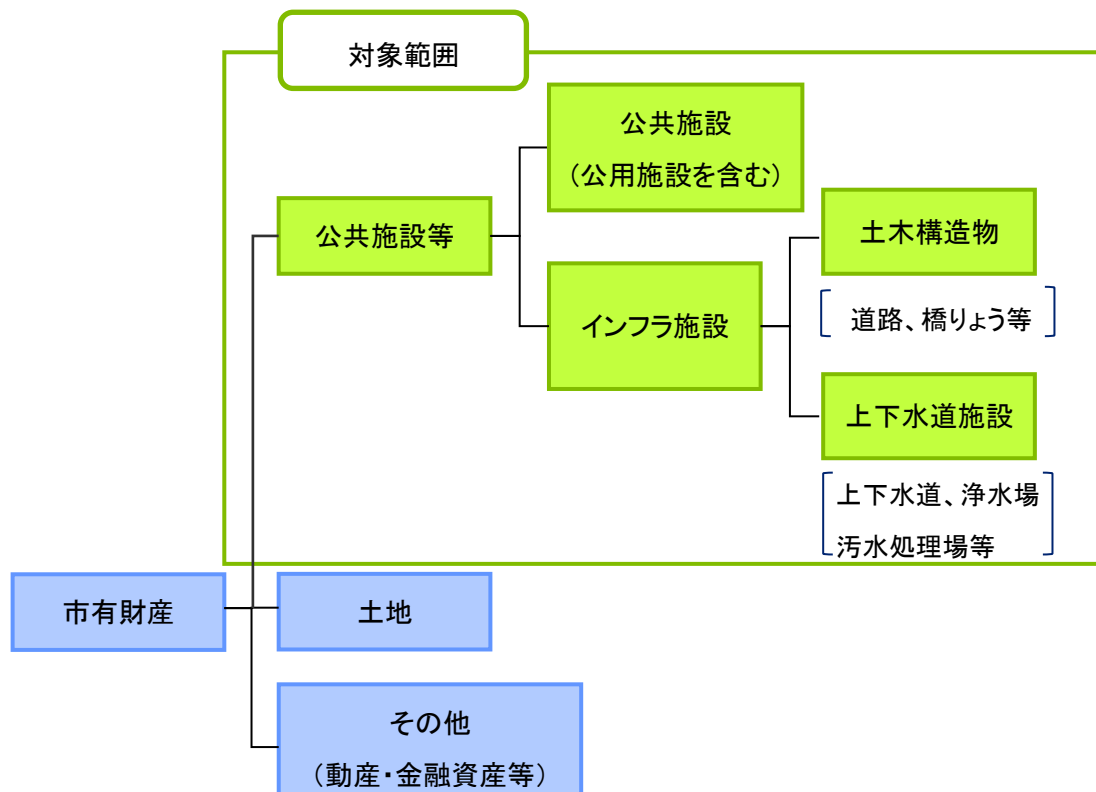 対象範囲
公共施設
（公用施設を含む）
公共施設等
土木構造物
インフラ施設
道路、橋りょう等
上下水道施設
上下水道、浄水場
汚水処理場等
市有財産
土地
その他
（動産・金融資産等）